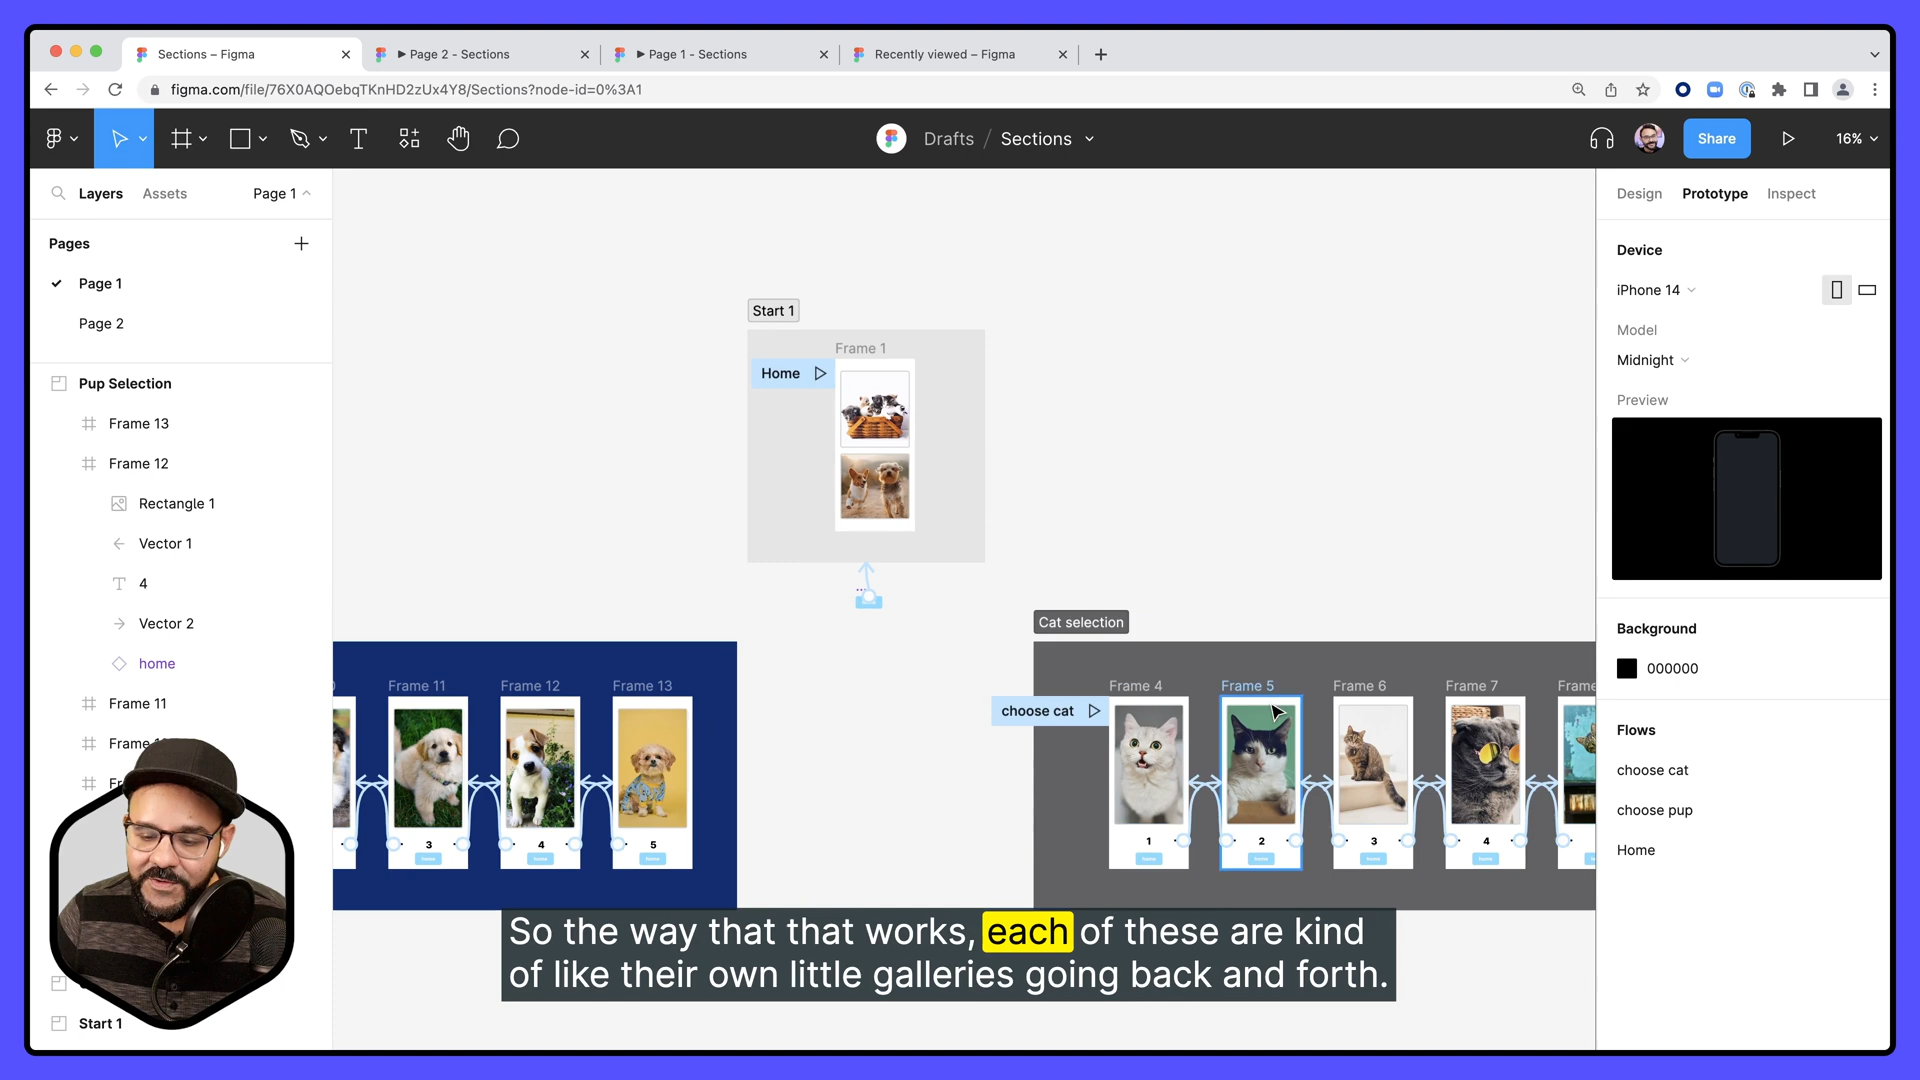 Sections – Figma
Page 2 - Sections
Page 1 - Sections
Recently viewed – Figma
figma.com/file/76X0AQOebqTKnHD2zUx4Y8/Sections?node-id=0%3A1
Drafts / Sections
Share
16%
Layers
Assets
Page 1
Pages
Page 1
Page 2
Pup Selection
Frame 13
Frame 12
Rectangle 1
Vector 1
4
Vector 2
home
Frame 11
Start 1
Start 1
Frame 1
Home
Cat selection
Frame 11
Frame 12
Frame 13
3
4
5
choose cat
Frame 4
Frame 5
Frame 6
Frame 7
Frame
1
2
3
4
So the way that that works, each of these are kind
of like their own little galleries going back and forth.
Design
Prototype
Inspect
Device
iPhone 14
Model
Midnight
Preview
Background
000000
Flows
choose cat
choose pup
Home